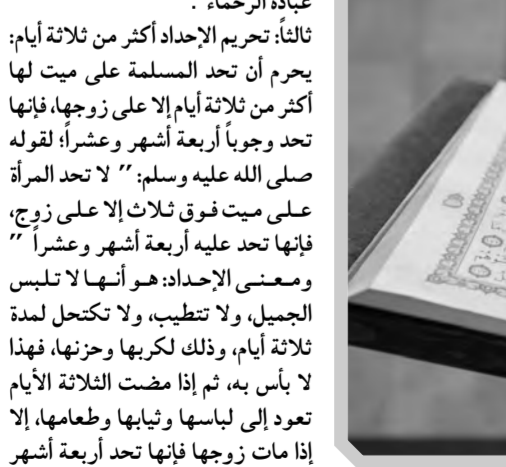 عبادة الرحماء".
ثالثاً: تحريم الإحداد أكثر من ثلاثة أيام:
يحرم أن تحد المسلمة على ميت لها
أكثر من ثلاثة أيام إلا على زوجها، فإنها
تحد وجوباً أربعة أشهر وعشراً؛ لقوله
صلى الله عليه وسلم: " لا تحد المرأة
على ميت فوق ثلاث إلا على زوج،
فإنها تحد عليه أربعة أشهر وعشراً "
ومعنى الإحداد: هو أنها لا تلبس
الجميل، ولا تتطيب، ولا تكتحل لمدة
ثلاثة أيام، وذلك لكربها وحزنها، فهذا
لا بأس به، ثم إذا مضت الثلاثة الأيام
تعود إلى لباسها وثيابها وطعامها، إلا
إذا مات زوجها فإنها تحد أربعة أشهر